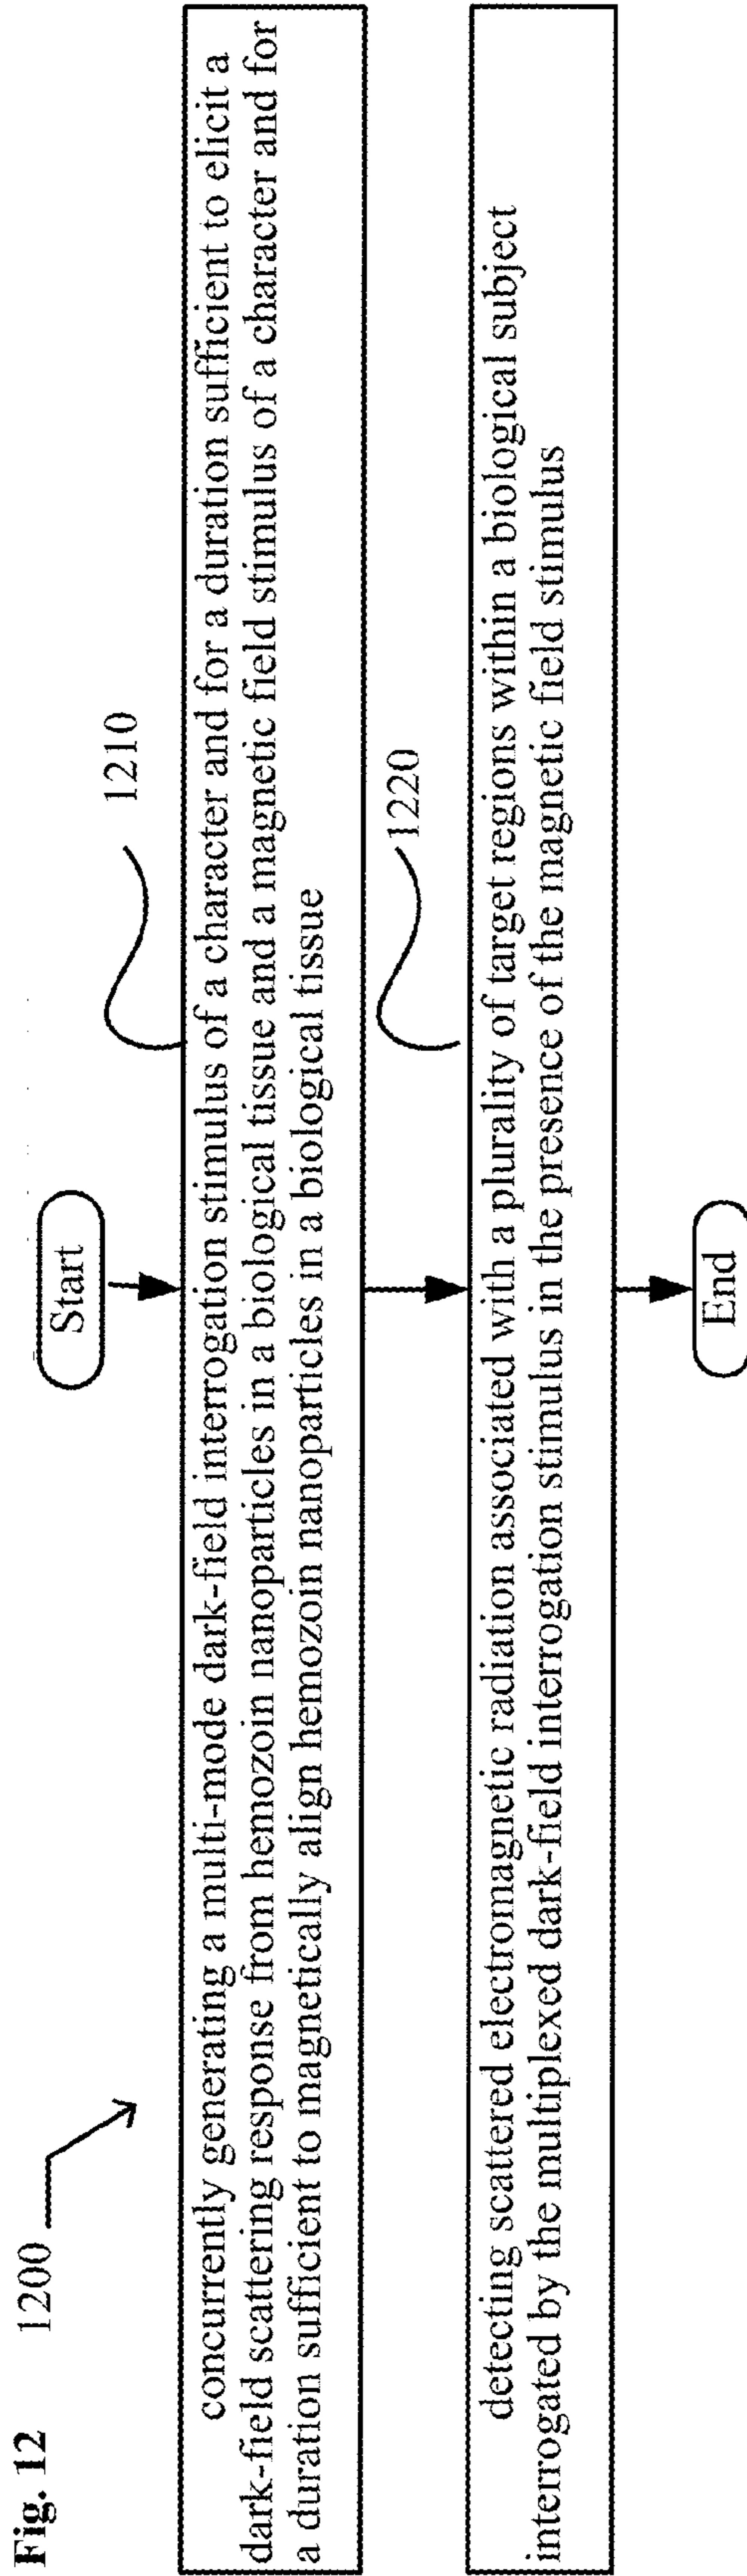 Fig. 12
1200
Start
1210
concurrently generating a multi-mode dark-field interrogation stimulus of a character and for a duration sufficient to elicit a
dark-field scattering response from hemozoin nanoparticles in a biological tissue and a magnetic field stimulus of a character and for
a duration sufficient to magnetically align hemozoin nanoparticles in a biological tissue
1220
detecting scattered electromagnetic radiation associated with a plurality of target regions within a biological subject
interrogated by the multiplexed dark-field interrogation stimulus in the presence of the magnetic field stimulus
End